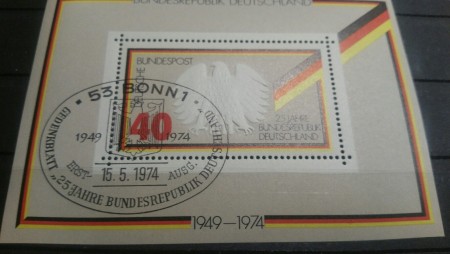 BUNDESREPUBLIK DEUTSCHLAND
BUNDESPOST
DEUTSCHE
40
25 JAHRE
BUNDESREPUBLIK
DEUTSCHLAND
53 BONN 1
1949 1974
ERST- AUSG.
15.5.1974
GEDENKBLATT „25 JAHRE BUNDESREPUBLIK DEUTSCHLAND"
1949—1974